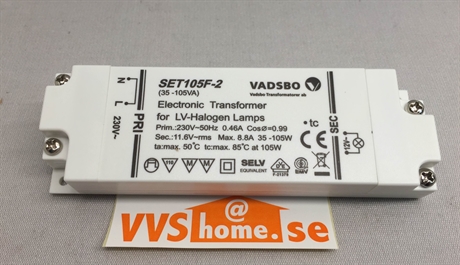 N
L
PRI
230V~
SET105F-2
(35 -105VA)
VADSBO
Vadsbo Transformatorer ab
Electronic Transformer
for LV-Halogen Lamps
Prim.:230V~50Hz 0.46A Cosø=0.99
Sec.:11.6V-rms Max. 8.8A 35 -105W
ta:max. 50°C tc:max. 85°C at 105W
110
M
M
SELV
EQUIVALENT
tc
SEC
12V~
@
VVShome.se